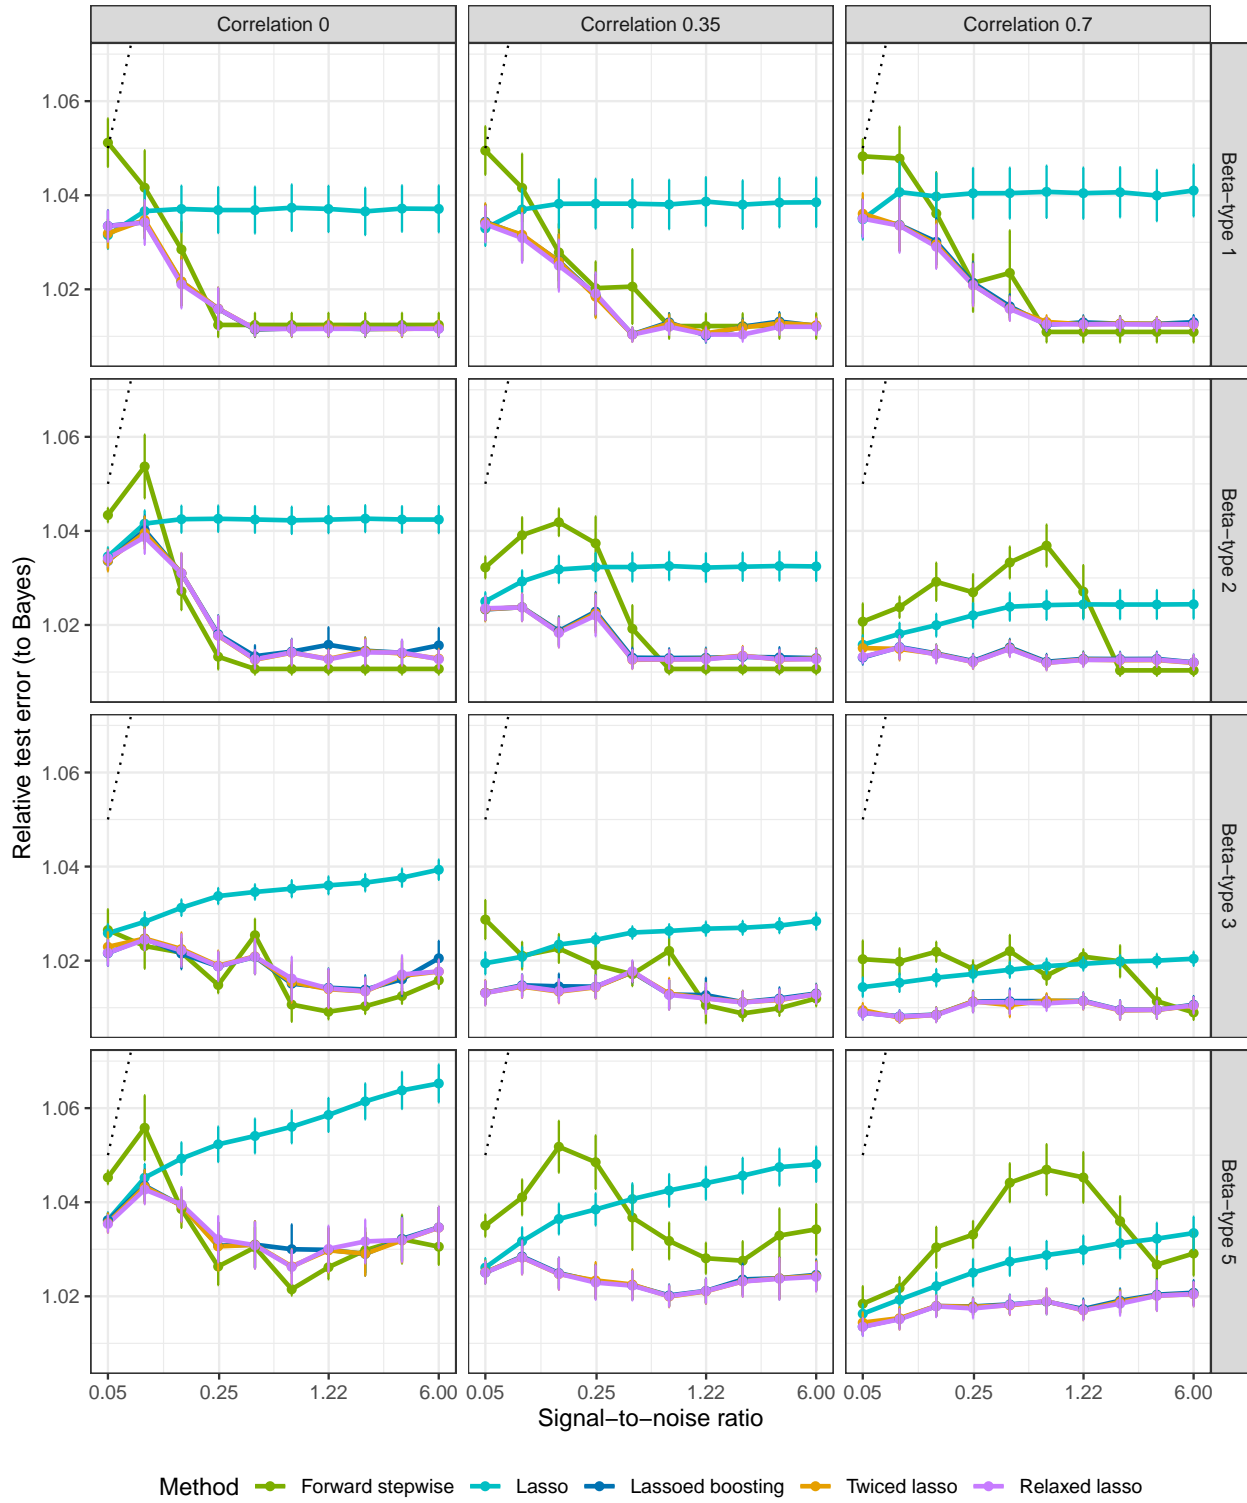 Correlation 0 Correlation 0.35 Correlation 0.7
1.06
1.04
1.02
Beta−type 1
1.06
1.04
1.02
Beta−type 2
1.06
1.04
1.02
Beta−type 3
1.06
1.04
1.02
Beta−type 5
Relative test error (to Bayes)
0.05 0.25 1.22 6.00 0.05 0.25 1.22 6.00 0.05 0.25 1.22 6.00
Signal−to−noise ratio
Method Forward stepwise Lasso Lassoed boosting Twiced lasso Relaxed lasso